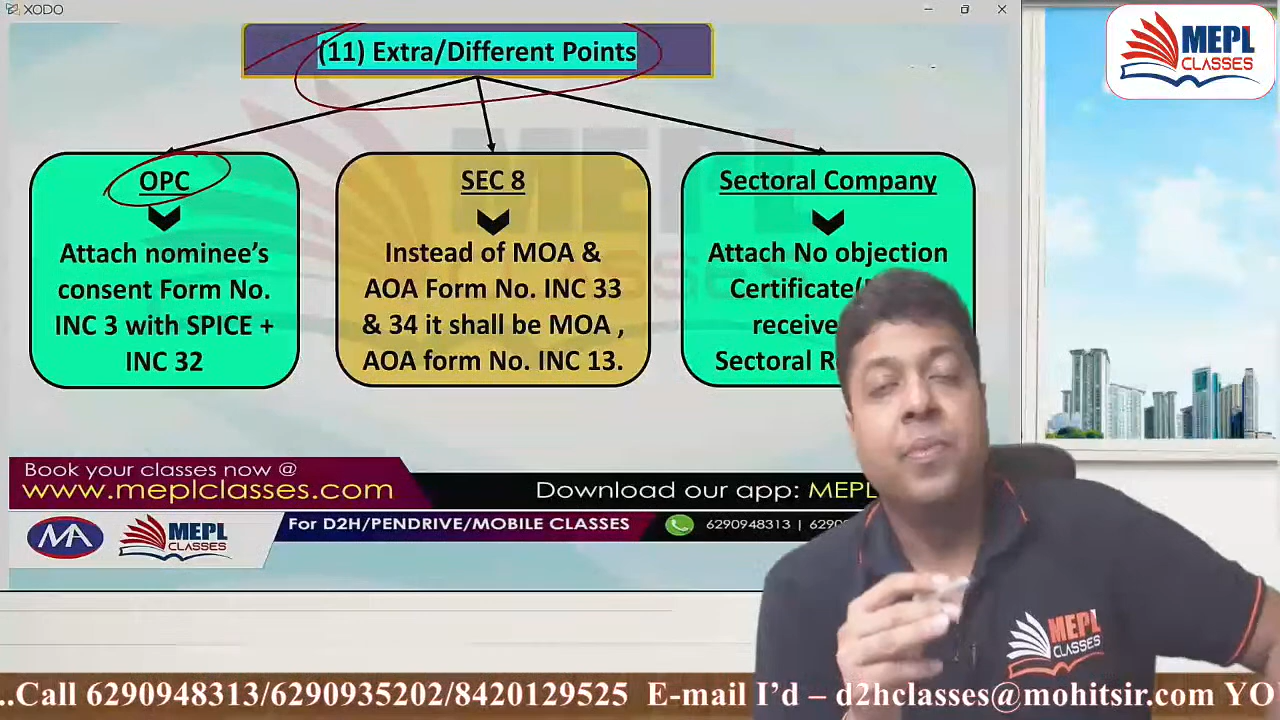 XODO
(11) Extra/Different Points
MEPL
CLASSES
OPC
Attach nominee’s
consent Form No.
INC 3 with SPICE +
INC 32
SEC 8
Instead of MOA &
AOA Form No. INC 33
& 34 it shall be MOA ,
AOA form No. INC 13.
Sectoral Company
Attach No objection
Certificate/
receive
Sectoral
Book your classes now @
www.meplclasses.com
Download our app: MEPL
MA
MEPL
CLASSES
For D2H/PENDRIVE/MOBILE CLASSES
6290948313 |
MEPL
CLASSES
..Call 6290948313/6290935202/8420129525 E-mail I’d – d2hclasses@mohitsir.com YO